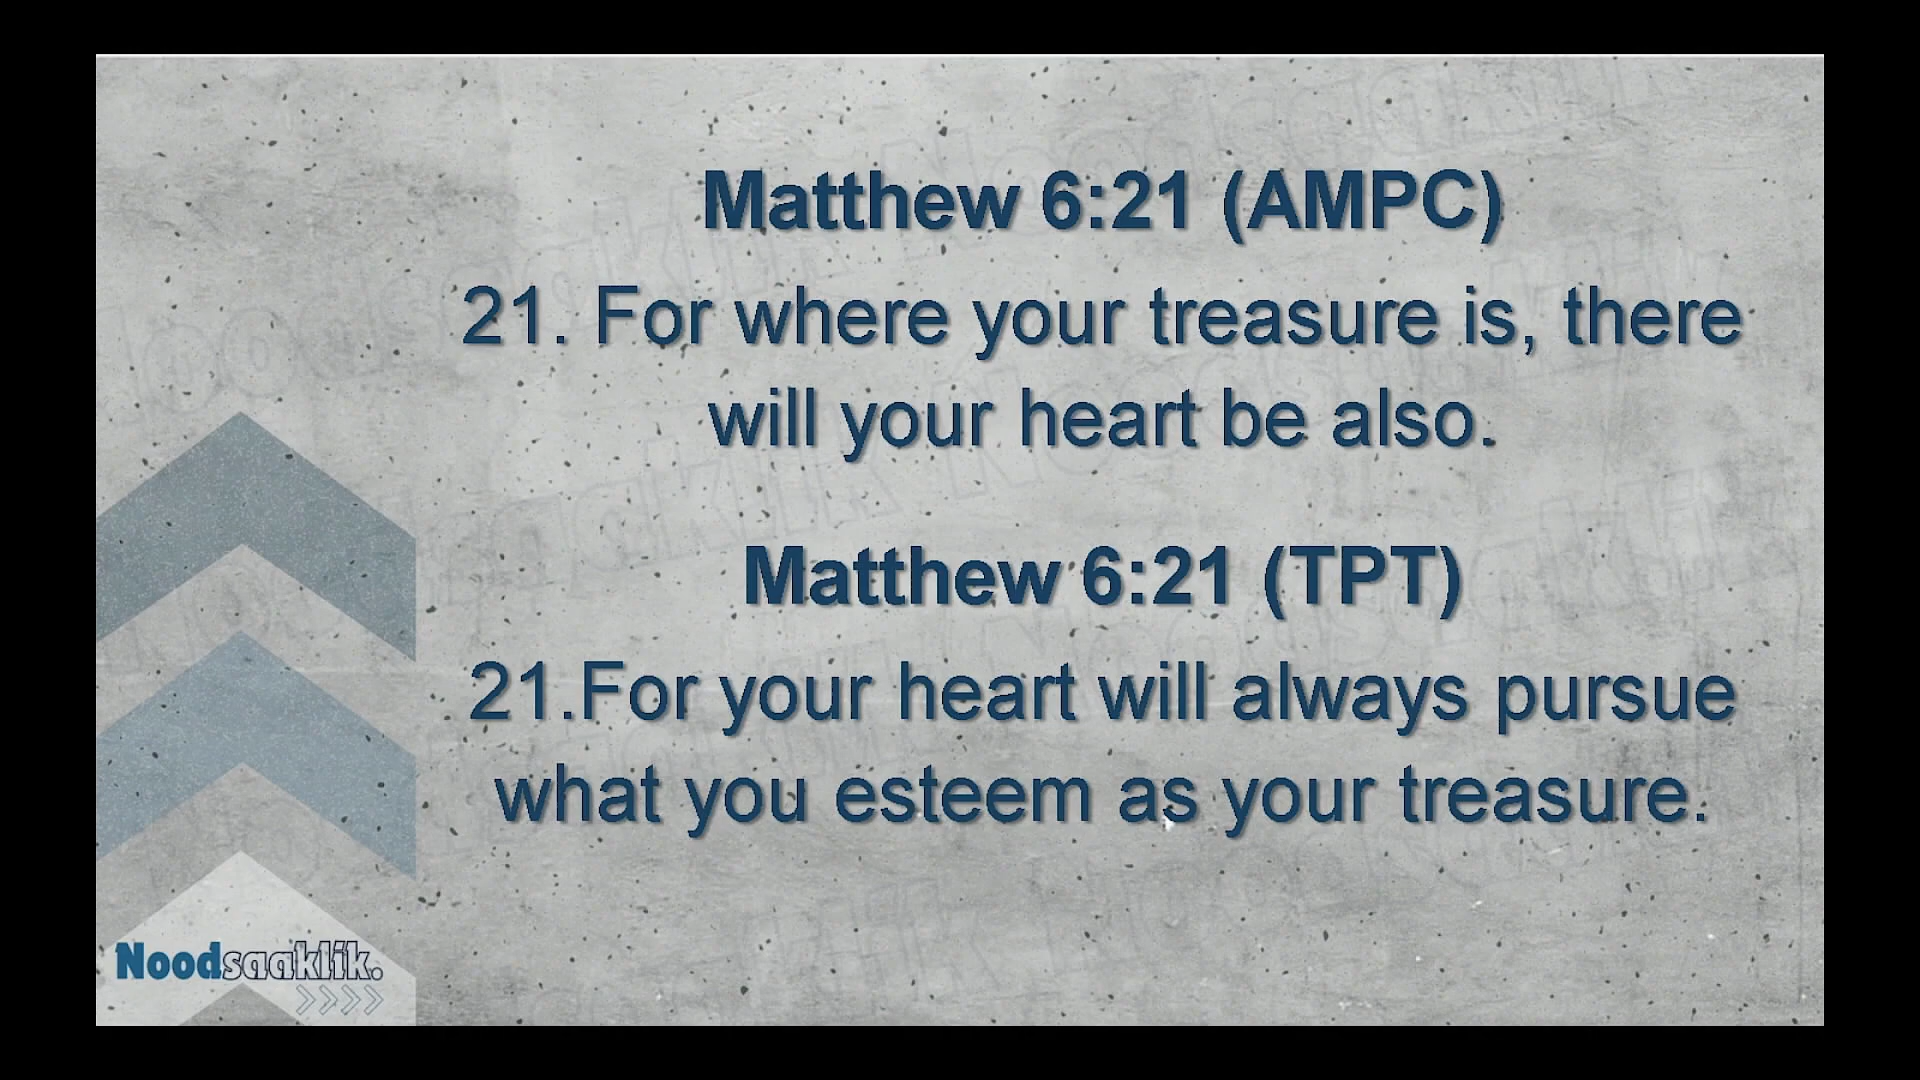 Matthew 6:21 (AMPC)
21. For where your treasure is, there
will your heart be also.
Matthew 6:21 (TPT)
21.For your heart will always pursue
what you esteem as your treasure.
Noodsaaklik.